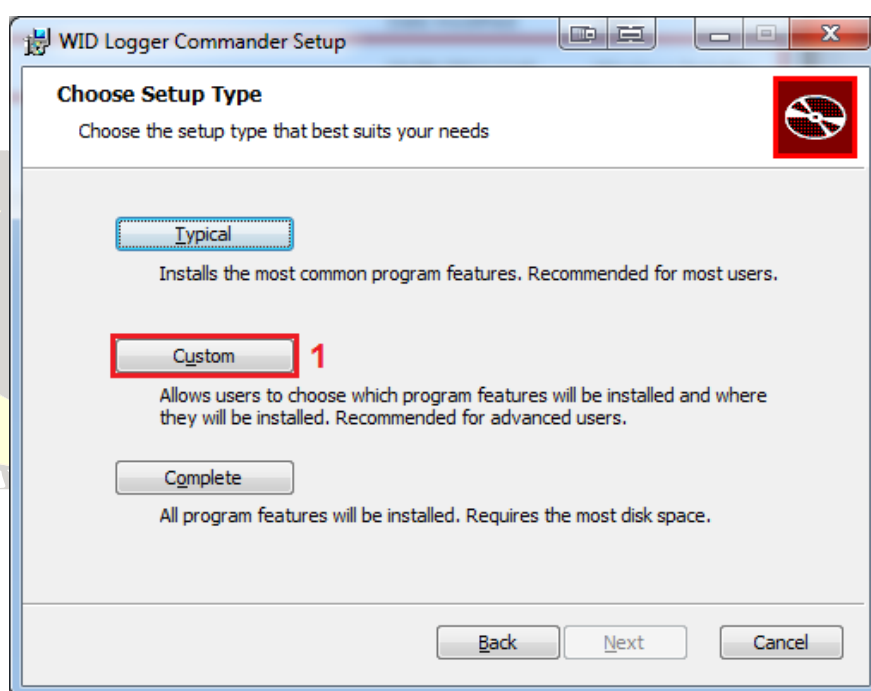 WID Logger Commander Setup
Choose Setup Type
Choose the setup type that best suits your needs
Typical
Installs the most common program features. Recommended for most users.
Custom 1
Allows users to choose which program features will be installed and where
they will be installed. Recommended for advanced users.
Complete
All program features will be installed. Requires the most disk space.
Back Next Cancel